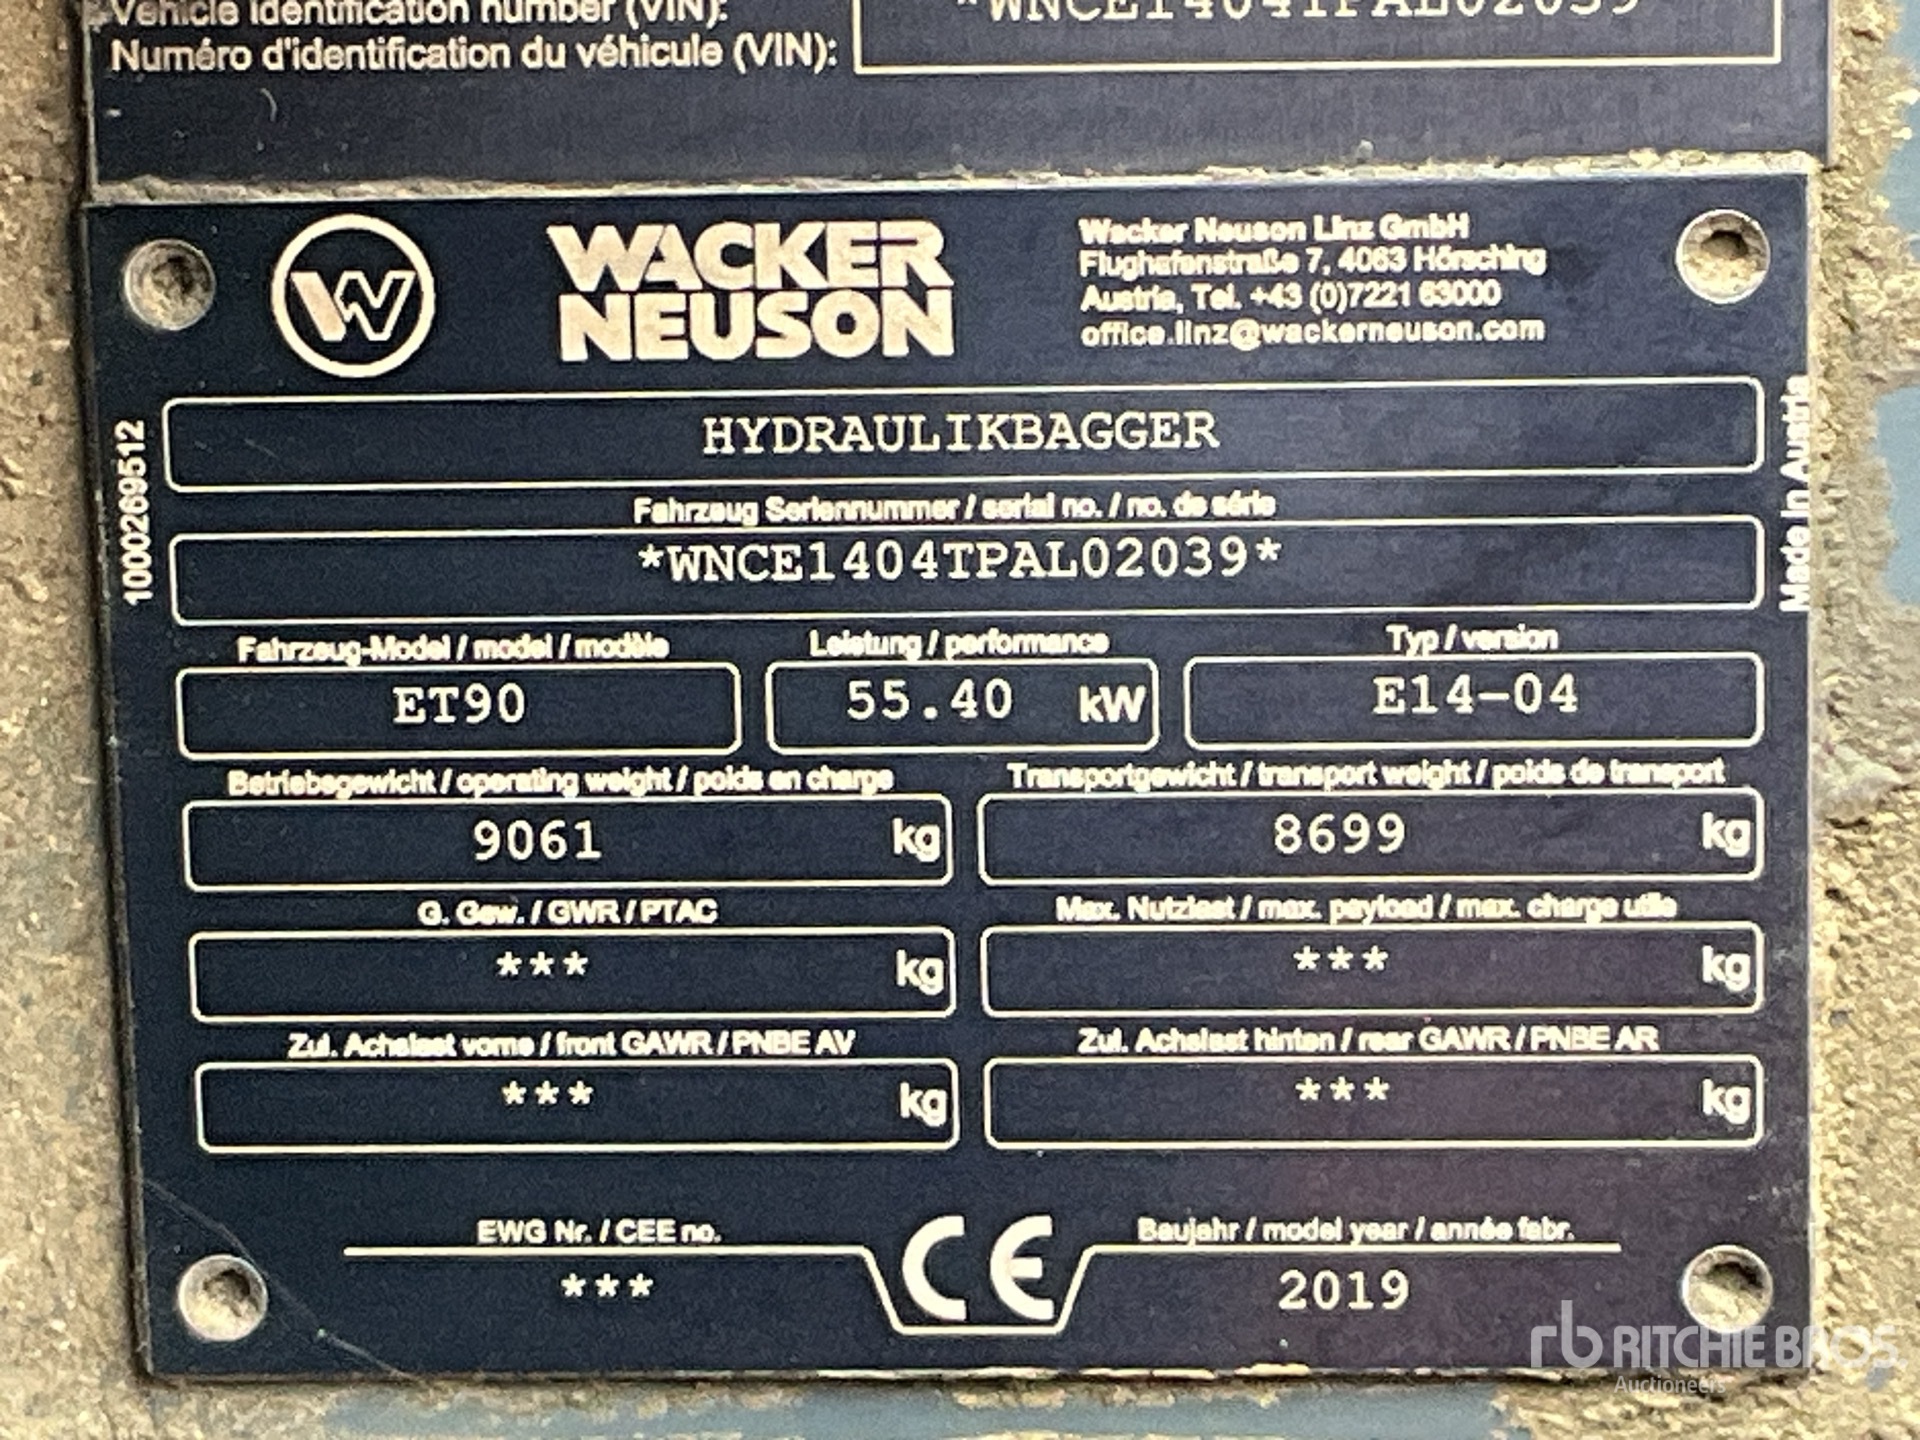 Vehicle identification number (VIN):
*WNCE1404TPAL02039*
Numéro d'identification du véhicule (VIN):
W
WACKER
NEUSON
Wacker Neuson Linz GmbH
Flughafenstraße 7, 4063 Hörsching
Austria, Tel. +43 (0)7221 63000
office.linz@wackerneuson.com
HYDRAULIKBAGGER
1000269512
Made in Austria
Fahrzeug Seriennummer / serial no. / no. de série
*WNCE1404TPAL02039*
Fahrzeug-Model / model / modèle
Leistung / performance
Typ / version
ET90
55.40 kW
E14-04
Betriebsgewicht / operating weight / poids en charge
Transportgewicht / transport weight / poids de transport
9061 kg
8699 kg
G. Gew. / GWR / PTAC
Max. Nutzlast / max. payload / max. charge utile
*** kg
*** kg
Zul. Achslast vorne / front GAWR / PNBE AV
Zul. Achslast hinten / rear GAWR / PNBE AR
*** kg
*** kg
EWG Nr. / CEE no.
CE
Baujahr / model year / année fabr.
***
2019
rb RITCHIE BROS.
Auctioneers